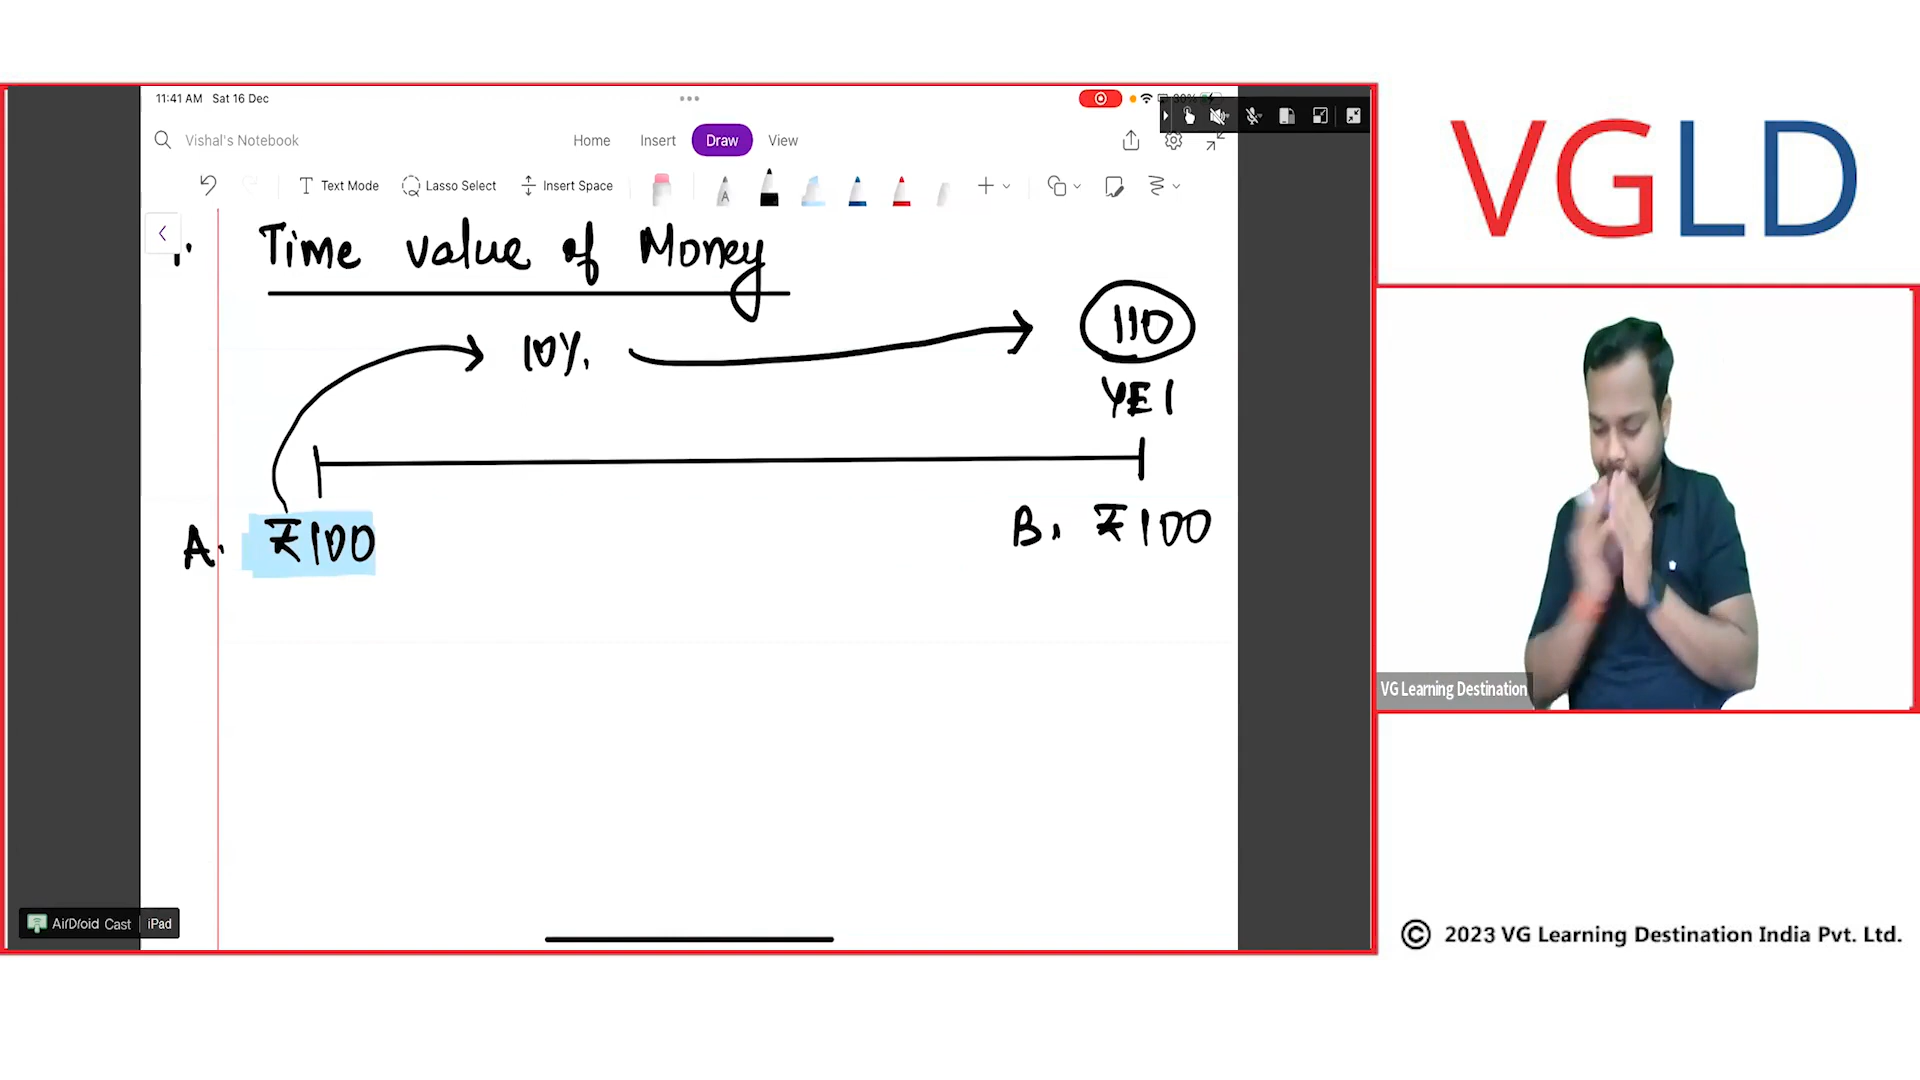 11:41 AM Sat 16 Dec
30%
Vishal's Notebook
Home Insert Draw View
Text Mode Lasso Select Insert Space
1. Time value of Money
10%. 110
YE1
A. ₹100 B. ₹100
AirDroid Cast iPad
VGLD
VG Learning Destination
© 2023 VG Learning Destination India Pvt. Ltd.